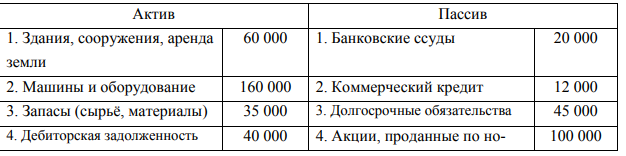 Актив Пассив
1. Здания, сооружения, аренда 60 000 1. Банковские ссуды 20 000
земли
2. Машины и оборудование 160 000 2. Коммерческий кредит 12 000
3. Запасы (сырьё, материалы) 35 000 3. Долгосрочные обязательства 45 000
4. Дебиторская задолженность 40 000 4. Акции, проданные по но- 100 000